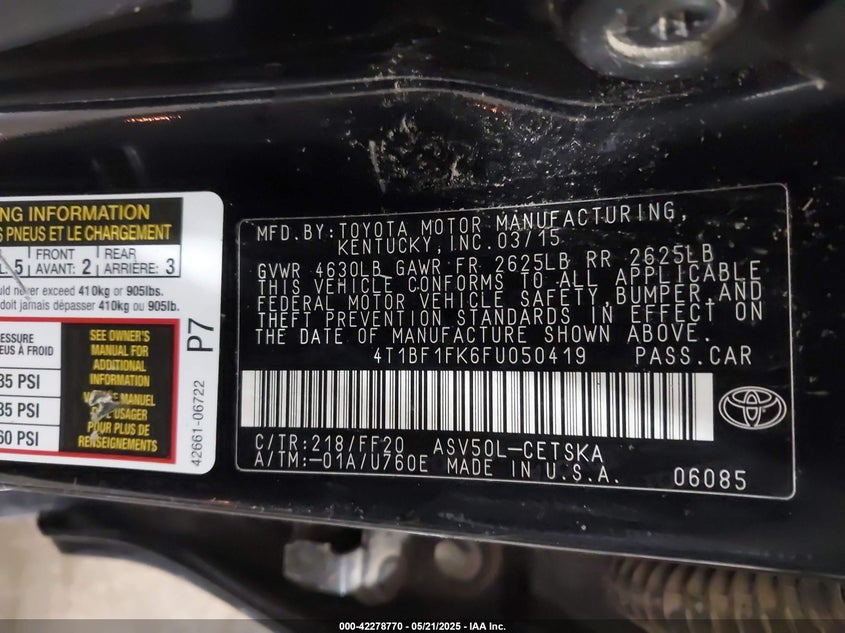 NG INFORMATION
S PNEUS ET LE CHARGEMENT
L: 5 FRONT AVANT: 2 REAR ARRIÈRE: 3
uld never exceed 410kg or 905lbs.
doit jamais dépasser 410kg ou 905lb.
ESSURE
EUS À FROID
35 PSI
35 PSI
60 PSI
SEE OWNER'S
MANUAL FOR
ADDITIONAL
INFORMATION
MANUEL
USAGER
POUR PLUS DE
RENSEIGNEMENTS
P7
42661-06722
MFD.BY:TOYOTA MOTOR MANUFACTURING,
KENTUCKY,INC.03/15
GVWR 4630LB GAWR FR 2625LB RR 2625LB
THIS VEHICLE CONFORMS TO ALL APPLICABLE
FEDERAL MOTOR VEHICLE SAFETY,BUMPER,AND
THEFT PREVENTION STANDARDS IN EFFECT ON
THE DATE OF MANUFACTURE SHOWN ABOVE.
4T1BF1FK6FU050419 PASS.CAR
C/TR:218/FF20 ASV50L-CETSKA
A/TM:-01A/U760E MADE IN U.S.A.
06085
000-42278770 - 05/21/2025 - IAA Inc.